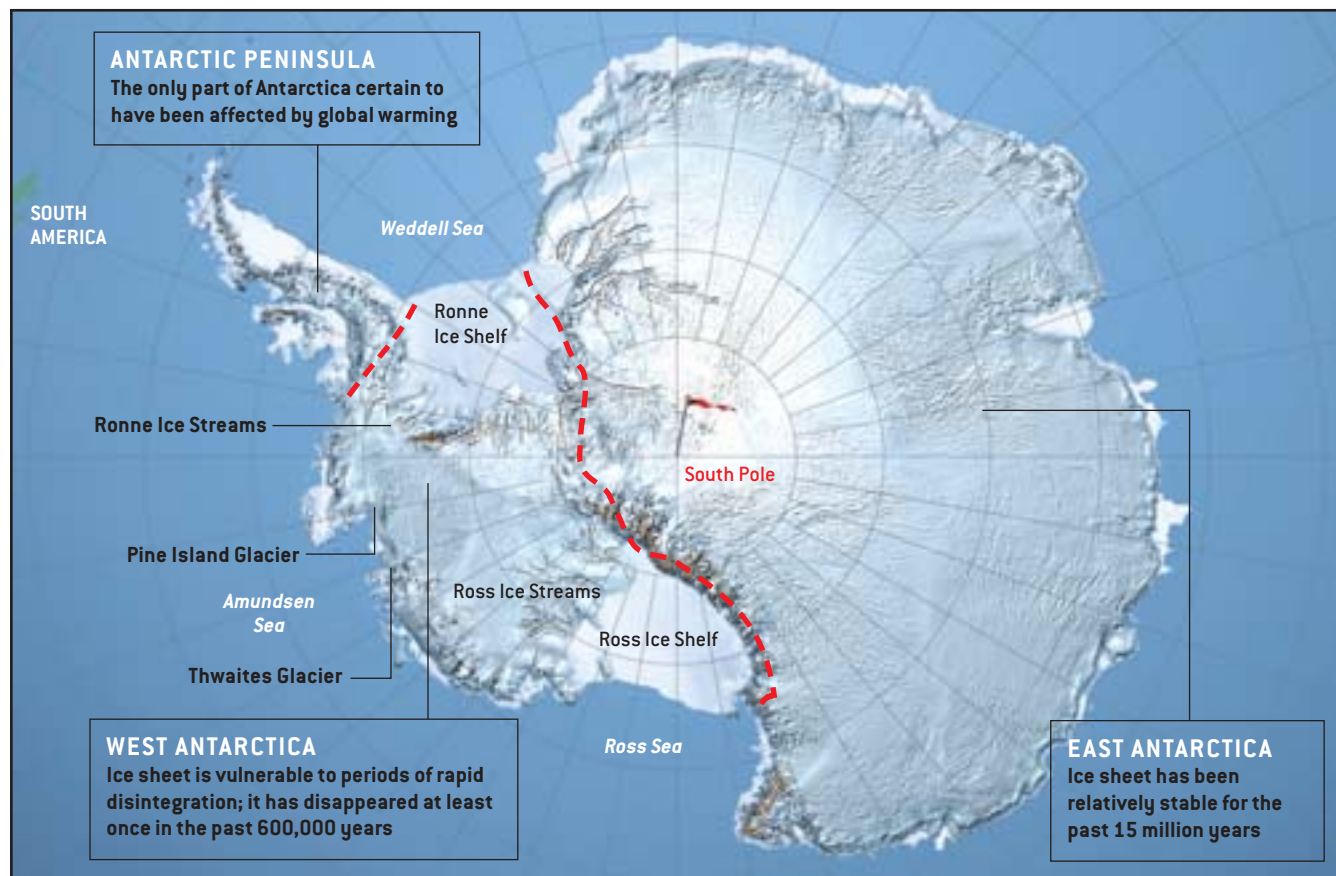 ANTARCTIC PENINSULA
The only part of Antarctica certain to
have been affected by global warming
SOUTH
AMERICA
Weddell Sea
Ronne
Ice Shelf
Ronne Ice Streams
South Pole
Pine Island Glacier
Amundsen
Sea
Ross Ice Streams
Ross Ice Shelf
Thwaites Glacier
WEST ANTARCTICA
Ice sheet is vulnerable to periods of rapid
disintegration; it has disappeared at least
once in the past 600,000 years
Ross Sea
EAST ANTARCTICA
Ice sheet has been
relatively stable for the
past 15 million years